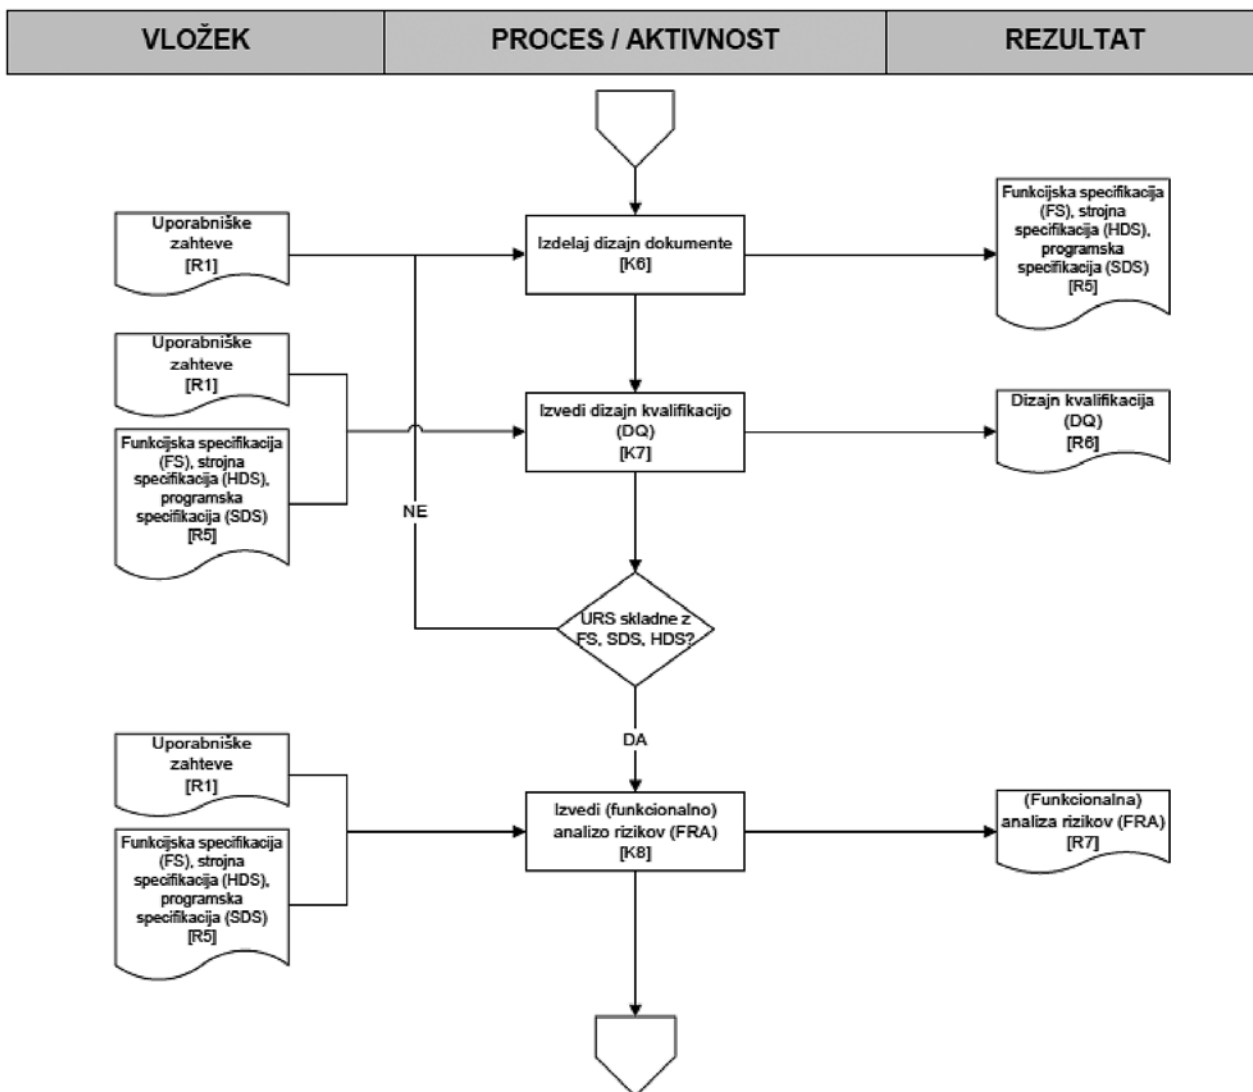 VLOŽEK
PROCES / AKTIVNOST
REZULTAT
Uporabniške
zahteve
[R1]
Izdelaj dizajn dokumente
[K6]
Funkcijska specifikacija
(FS), strojna
specifikacija (HDS),
programska
specifikacija (SDS)
[R5]
Uporabniške
zahteve
[R1]
Funkcijska specifikacija
(FS), strojna
specifikacija (HDS),
programska
specifikacija (SDS)
[R5]
Izvedi dizajn kvalifikacijo
(DQ)
[K7]
Dizajn kvalifikacija
(DQ)
[R6]
NE
URS skladne z
FS, SDS, HDS?
DA
Uporabniške
zahteve
[R1]
Funkcijska specifikacija
(FS), strojna
specifikacija (HDS),
programska
specifikacija (SDS)
[R5]
Izvedi (funkcionalno)
analizo rizikov (FRA)
[K8]
(Funkcionalna)
analiza rizikov (FRA)
[R7]